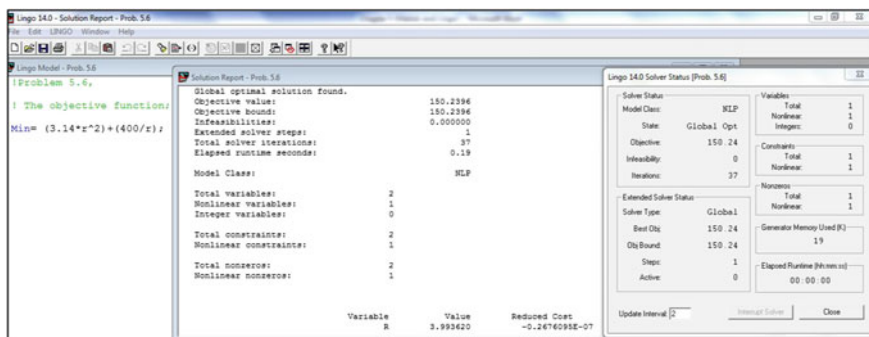 Lingo 14.0 - Solution Report - Prob. 5.6
File Edit LINGO Window Help
Lingo Model - Prob. 5.6
!Problem 5.6,
! The objective function;
Min= (3.14*r^2)+(400/r);
Solution Report - Prob. 5.6
Global optimal solution found.
Objective value: 150.2396
Objective bound: 150.2396
Infeasibilities: 0.000000
Extended solver steps: 1
Total solver iterations: 37
Elapsed runtime seconds: 0.19
Model Class: NLP
Total variables: 2
Nonlinear variables: 1
Integer variables: 0
Total constraints: 2
Nonlinear constraints: 1
Total nonzeros: 2
Nonlinear nonzeros: 1
Variable Value Reduced Cost
R 3.993620 -0.2676095E-07
Lingo 14.0 Solver Status [Prob. 5.6]
Solver Status
Model Class: NLP
State: Global Opt
Objective: 150.24
Infeasibility: 0
Iterations: 37
Extended Solver Status
Solver Type: Global
Best Obj: 150.24
Obj Bound: 150.24
Steps: 1
Active: 0
Update Interval: 2
Variables
Total: 1
Nonlinear: 1
Integers: 0
Constraints
Total: 1
Nonlinear: 1
Nonzeros
Total: 1
Nonlinear: 1
Generator Memory Used (K)
19
Elapsed Runtime (hh:mm:ss)
00:00:00
Interrupt Solver
Close